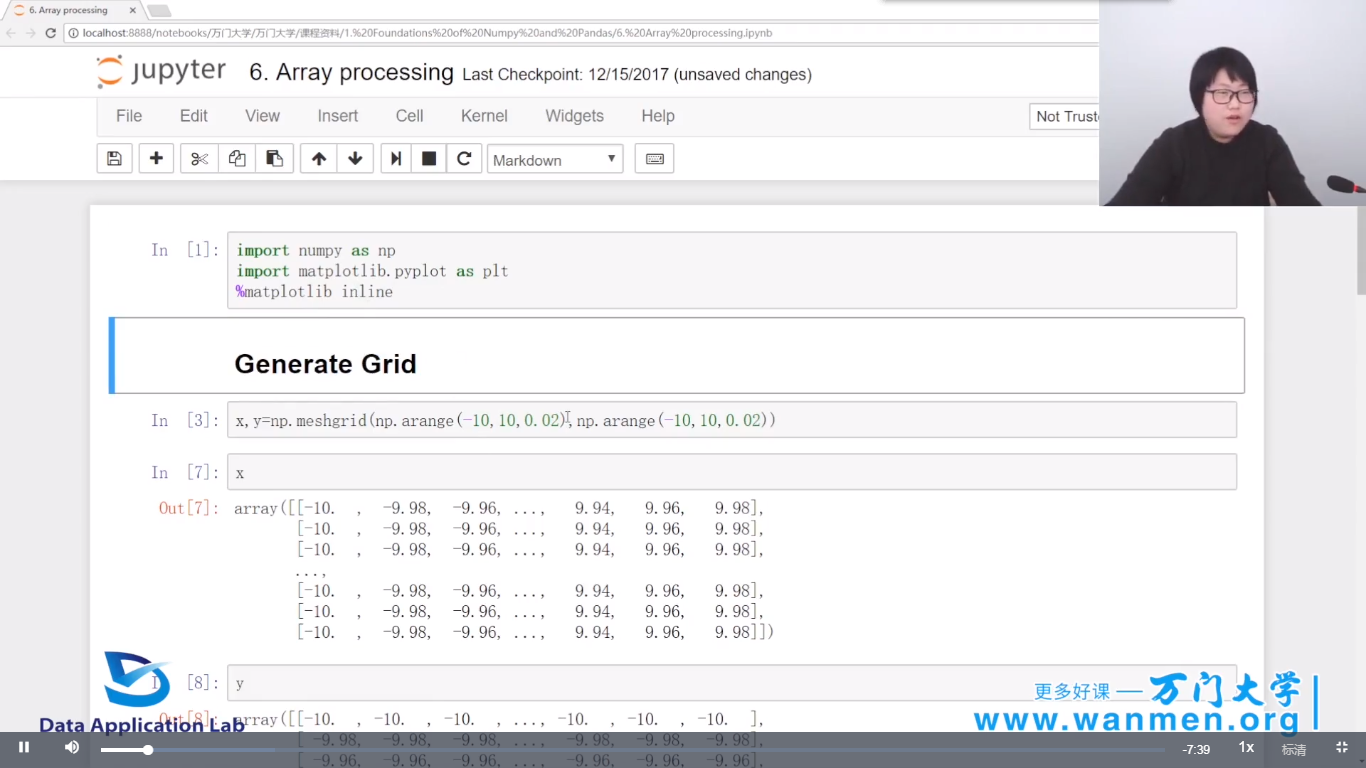 6. Array processing
localhost:8888/notebooks/万门大学/万门大学/课程资料/1.%20Foundations%20of%20Numpy%20and%20Pandas/6.%20Array%20processing.ipynb
jupyter 6. Array processing Last Checkpoint: 12/15/2017 (unsaved changes)
File Edit View Insert Cell Kernel Widgets Help Not Truste
Markdown
In [1]: import numpy as np
import matplotlib.pyplot as plt
%matplotlib inline
Generate Grid
In [3]: x,y=np.meshgrid(np.arange(-10,10,0.02),np.arange(-10,10,0.02))
In [7]: x
Out[7]: array([[-10. , -9.98, -9.96, ..., 9.94, 9.96, 9.98],
[-10. , -9.98, -9.96, ..., 9.94, 9.96, 9.98],
[-10. , -9.98, -9.96, ..., 9.94, 9.96, 9.98],
...,
[-10. , -9.98, -9.96, ..., 9.94, 9.96, 9.98],
[-10. , -9.98, -9.96, ..., 9.94, 9.96, 9.98],
[-10. , -9.98, -9.96, ..., 9.94, 9.96, 9.98]])
In [8]: y
更多好课 — 万门大学
Out[8]: array([[-10. , -10. , -10. , ..., -10. , -10. , -10. ],
Data Application Lab
www.wanmen.org
[ -9.98, -9.98, -9.98, ..., -9.98, -9.98, -9.98],
-7:39 1x 标清
[ -9.96, -9.96, -9.96, ..., -9.96, -9.96, -9.96],